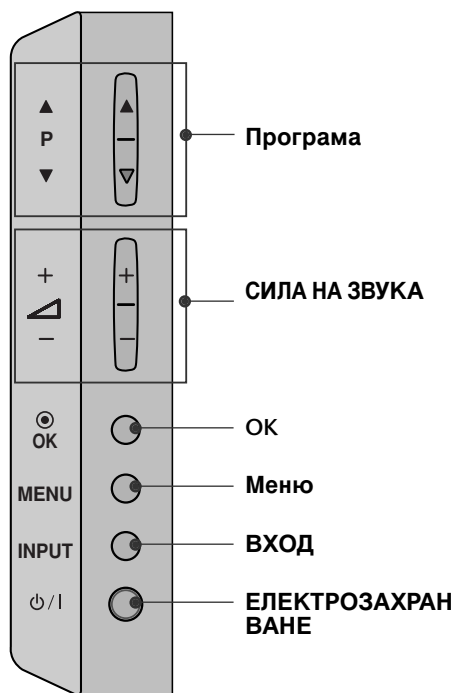 ▲
P
▼
Програма
+
−
СИЛА НА ЗВУКА
OK
OK
MENU
Меню
INPUT
ВХОД
⏻/I
ЕЛЕКТРОЗАХРАН
ВАНЕ